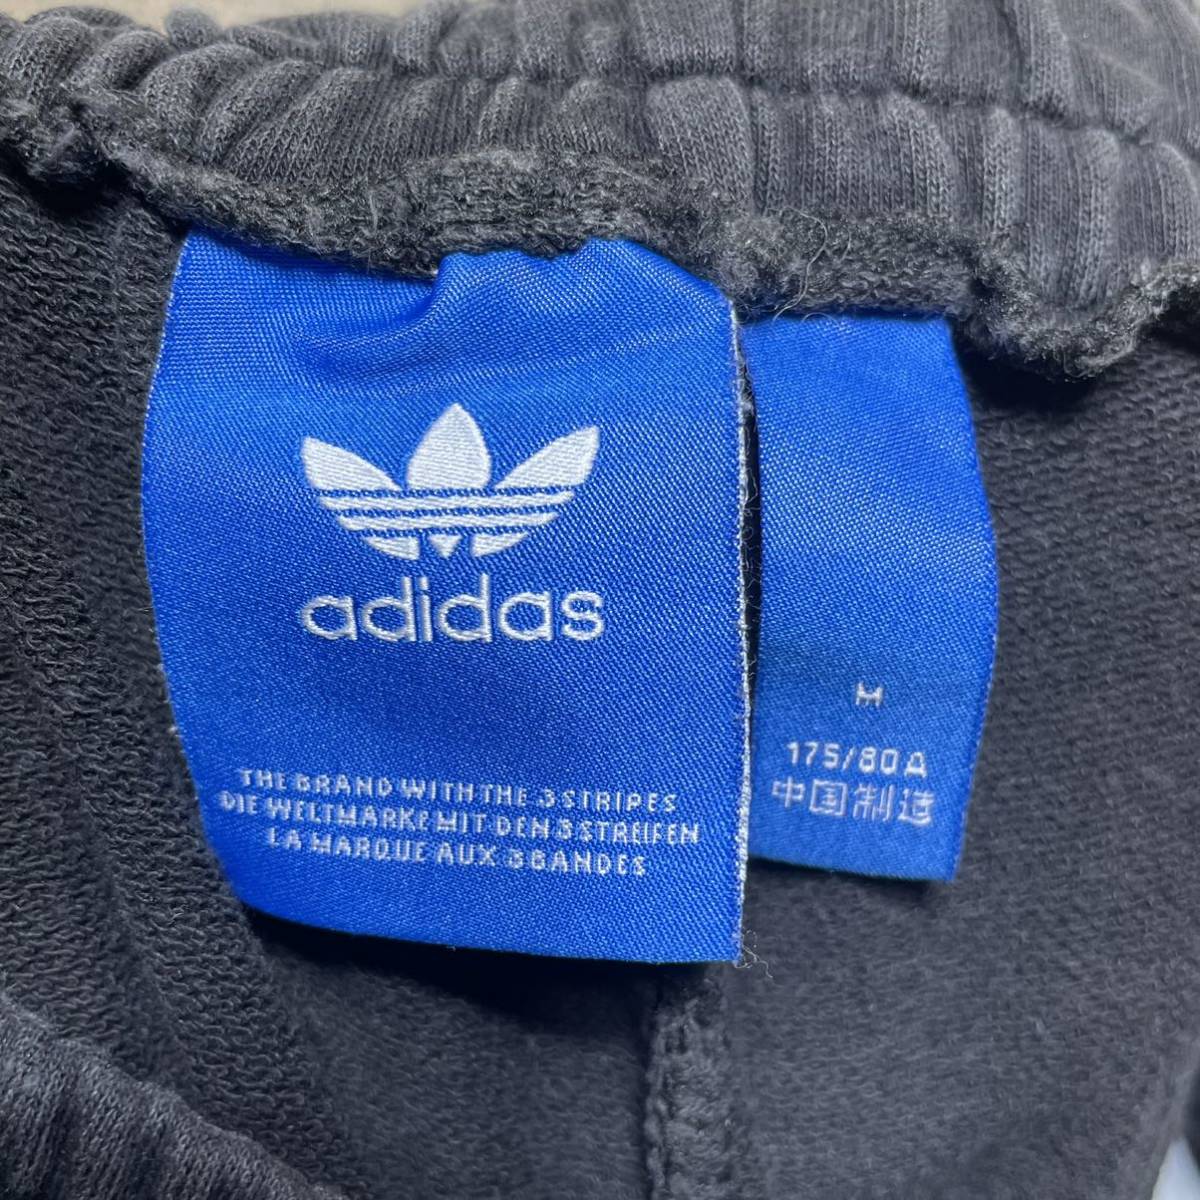 adidas
THE BRAND WITH THE 3 STRIPES
DIE WELTMARKE MIT DEN 3 STREIFEN
LA MARQUE AUX 3 BANDES
M
175/80A
中国制造